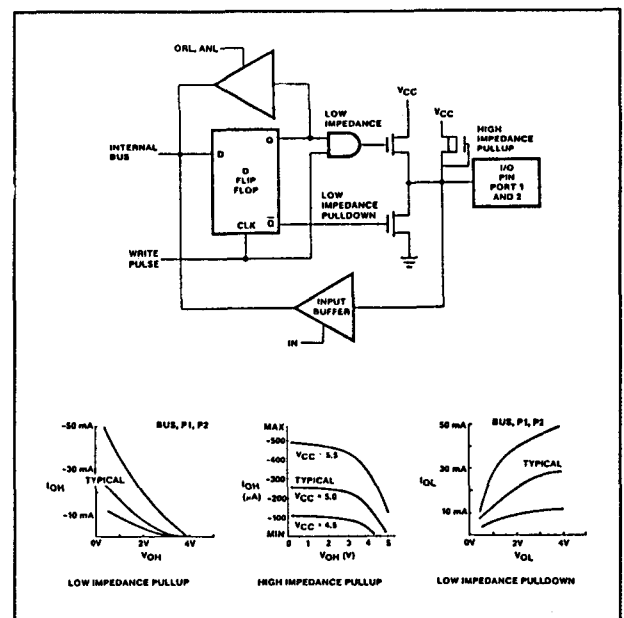 ORL, ANL
VCC
VCC
LOW
IMPEDANCE
HIGH
IMPEDANCE
PULLUP
INTERNAL
BUS
D
Q
D
FLIP
FLOP
I/O
PIN
PORT 1
AND 2
LOW
IMPEDANCE
PULLDOWN
Q̅
CLK
WRITE
PULSE
INPUT
BUFFER
IN
-50 mA
BUS, P1, P2
-30 mA
TYPICAL
IOH
-10 mA
0V
2V
4V
VOH
LOW IMPEDANCE PULLUP
MAX
-500
-400
VCC = 5.5
-300
TYPICAL
IOH
(μA)
-200
VCC = 5.0
-100
VCC = 4.5
MIN
0 1 2 3 4 5
VOH (V)
HIGH IMPEDANCE PULLUP
50 mA
BUS, P1, P2
TYPICAL
30 mA
IOL
10 mA
0V
2V
4V
VOL
LOW IMPEDANCE PULLDOWN